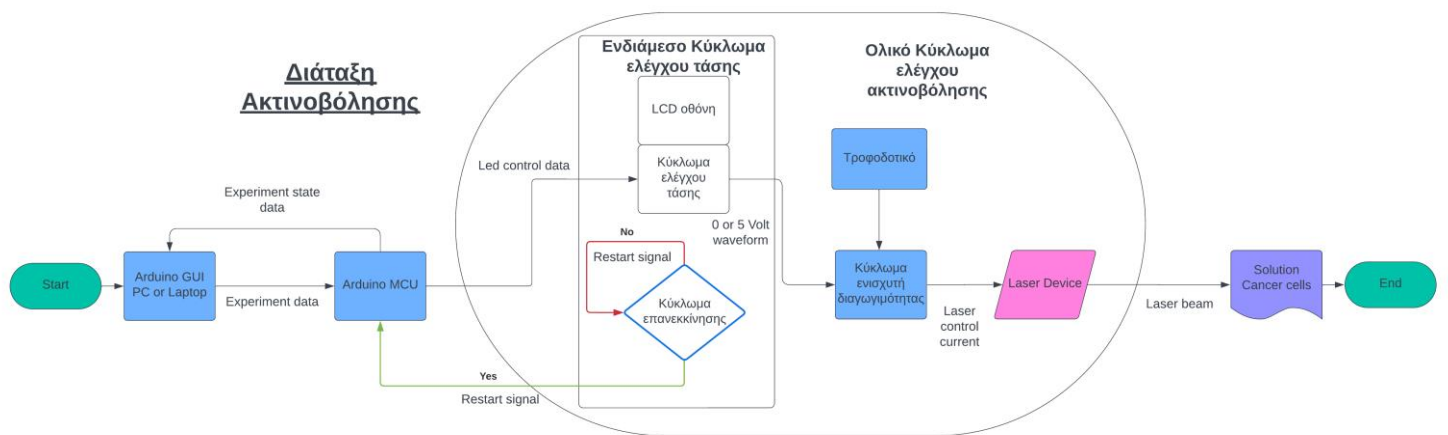 Διάταξη
Ακτινοβόλησης
Ενδιάμεσο Κύκλωμα
ελέγχου τάσης
Ολικό Κύκλωμα
ελέγχου
ακτινοβόλησης
LCD οθόνη
Κύκλωμα
ελέγχου
τάσης
Τροφοδοτικό
Led control data
Experiment state
data
0 or 5 Volt
waveform
No
Restart signal
Start
Arduino GUI
PC or Laptop
Experiment data
Arduino MCU
Κύκλωμα
επανεκκίνησης
Κύκλωμα
ενισχυτή
διαγωγιμότητας
Laser
control
current
Laser Device
Laser beam
Solution
Cancer cells
End
Yes
Restart signal